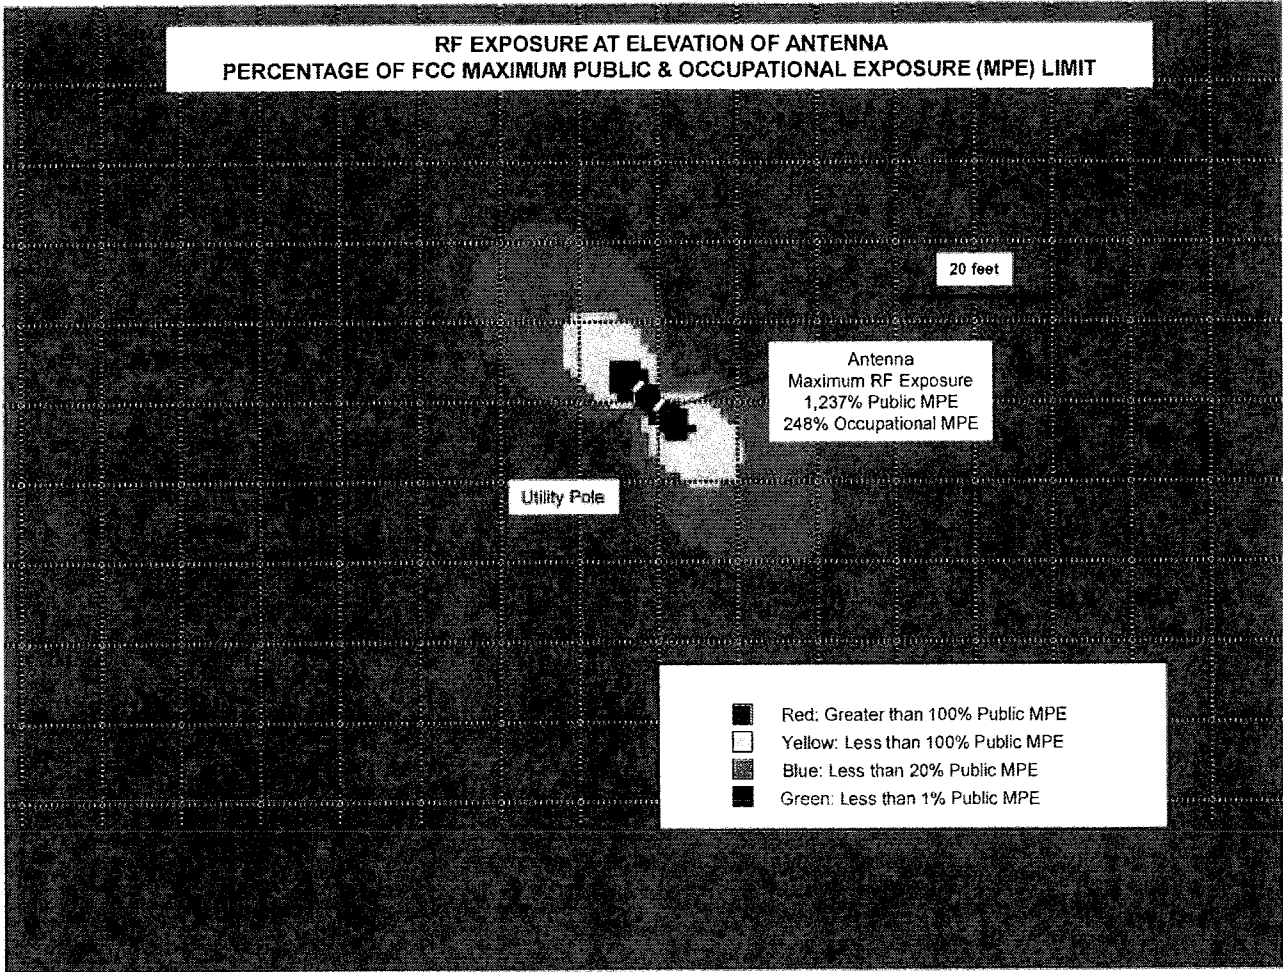 RF EXPOSURE AT ELEVATION OF ANTENNA
PERCENTAGE OF FCC MAXIMUM PUBLIC & OCCUPATIONAL EXPOSURE (MPE) LIMIT
20 feet
Antenna
Maximum RF Exposure
1,237% Public MPE
248% Occupational MPE
Utility Pole
Red: Greater than 100% Public MPE
Yellow: Less than 100% Public MPE
Blue: Less than 20% Public MPE
Green: Less than 1% Public MPE